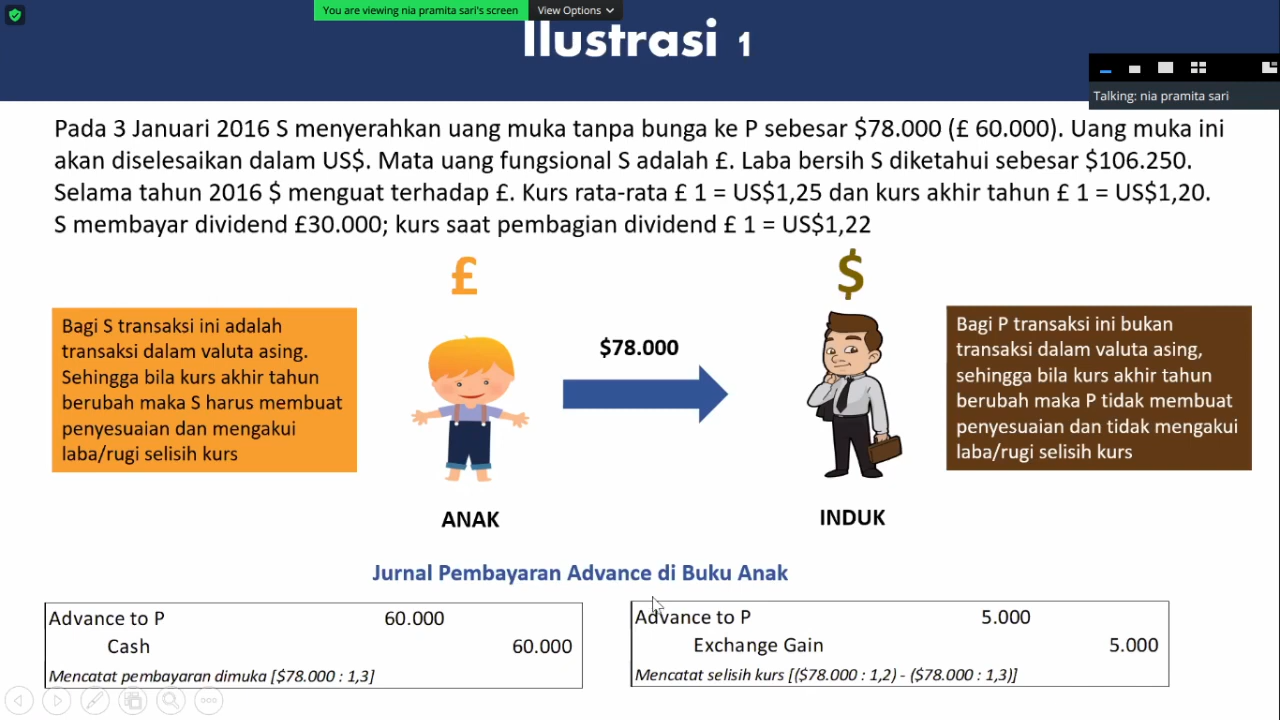 You are viewing nia pramita sari's screen
View Options
Ilustrasi 1
Talking: nia pramita sari
Pada 3 Januari 2016 S menyerahkan uang muka tanpa bunga ke P sebesar $78.000 (£ 60.000). Uang muka ini
akan diselesaikan dalam US$. Mata uang fungsional S adalah £. Laba bersih S diketahui sebesar $106.250.
Selama tahun 2016 $ menguat terhadap £. Kurs rata-rata £ 1 = US$1,25 dan kurs akhir tahun £ 1 = US$1,20.
S membayar dividend £30.000; kurs saat pembagian dividend £ 1 = US$1,22
£
$
Bagi S transaksi ini adalah
transaksi dalam valuta asing.
Sehingga bila kurs akhir tahun
berubah maka S harus membuat
penyesuaian dan mengakui
laba/rugi selisih kurs
$78.000
Bagi P transaksi ini bukan
transaksi dalam valuta asing,
sehingga bila kurs akhir tahun
berubah maka P tidak membuat
penyesuaian dan tidak mengakui
laba/rugi selisih kurs
ANAK
INDUK
Jurnal Pembayaran Advance di Buku Anak
Advance to P 60.000
Cash 60.000
Mencatat pembayaran dimuka [$78.000 : 1,3]
Advance to P 5.000
Exchange Gain 5.000
Mencatat selisih kurs [($78.000 : 1,2) - ($78.000 : 1,3)]